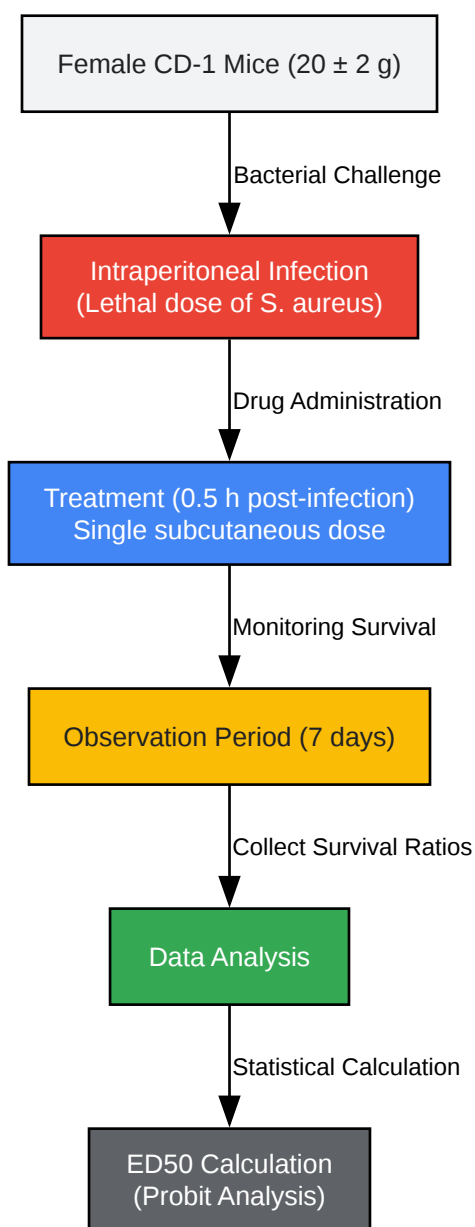 Female CD-1 Mice (20 ± 2 g)
Bacterial Challenge
Intraperitoneal Infection
(Lethal dose of S. aureus)
Drug Administration
Treatment (0.5 h post-infection)
Single subcutaneous dose
Monitoring Survival
Observation Period (7 days)
Collect Survival Ratios
Data Analysis
Statistical Calculation
ED50 Calculation
(Probit Analysis)